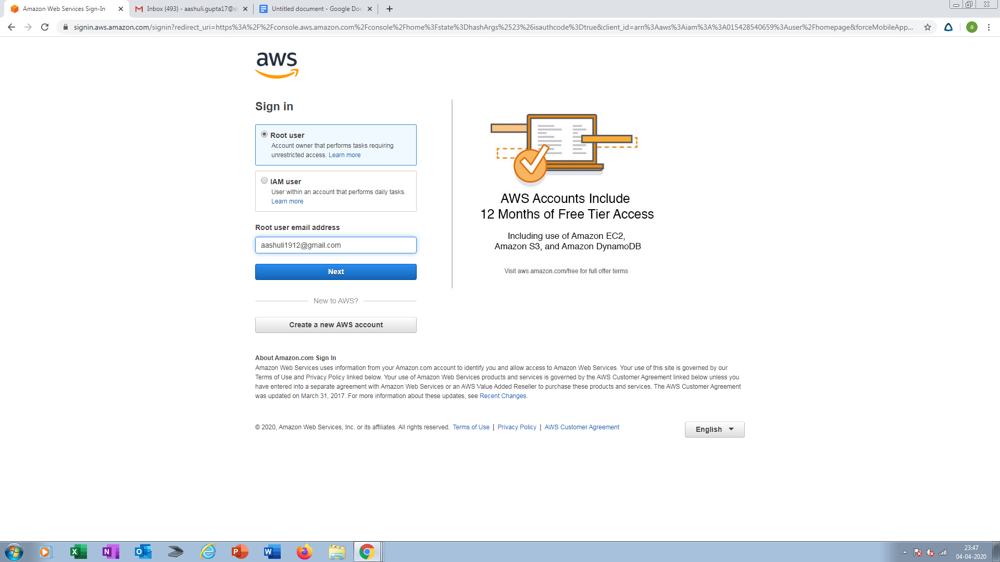 Amazon Web Services Sign-In
Inbox (493) - aashuli.gupta17@s
Untitled document - Google Doc
signin.aws.amazon.com/signin?redirect_uri=https%3A%2F%2Fconsole.aws.amazon.com%2Fconsole%2Fhome%3Fstate%3DhashArgs%2523%26isauthcode%3Dtrue&client_id=arn%3Aaws%3Aiam%3A%3A015428540659%3Auser%2Fhomepage&forceMobileApp...
a
aws
Sign in
Root user
Account owner that performs tasks requiring
unrestricted access. Learn more
IAM user
User within an account that performs daily tasks.
Learn more
Root user email address
aashuli1912@gmail.com
Next
New to AWS?
Create a new AWS account
AWS Accounts Include
12 Months of Free Tier Access
Including use of Amazon EC2,
Amazon S3, and Amazon DynamoDB
Visit aws.amazon.com/free for full offer terms
About Amazon.com Sign In
Amazon Web Services uses information from your Amazon.com account to identify you and allow access to Amazon Web Services. Your use of this site is governed by our
Terms of Use and Privacy Policy linked below. Your use of Amazon Web Services products and services is governed by the AWS Customer Agreement linked below unless you
have entered into a separate agreement with Amazon Web Services or an AWS Value Added Reseller to purchase these products and services. The AWS Customer Agreement
was updated on March 31, 2017. For more information about these updates, see Recent Changes.
© 2020, Amazon Web Services, Inc. or its affiliates. All rights reserved. Terms of Use | Privacy Policy | AWS Customer Agreement
English
23:47
04-04-2020